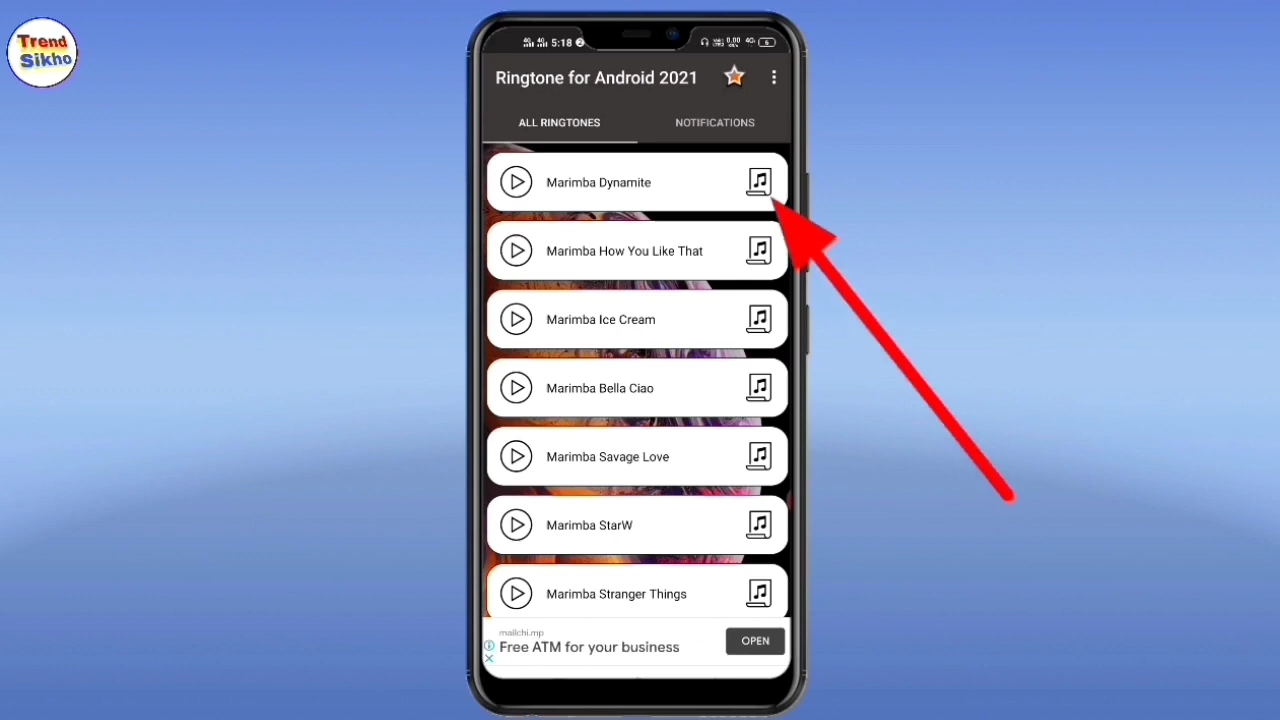 Trend
Sikho
5:18
Ringtone for Android 2021
ALL RINGTONES
NOTIFICATIONS
Marimba Dynamite
Marimba How You Like That
Marimba Ice Cream
Marimba Bella Ciao
Marimba Savage Love
Marimba StarW
Marimba Stranger Things
mailchi.mp
Free ATM for your business
OPEN